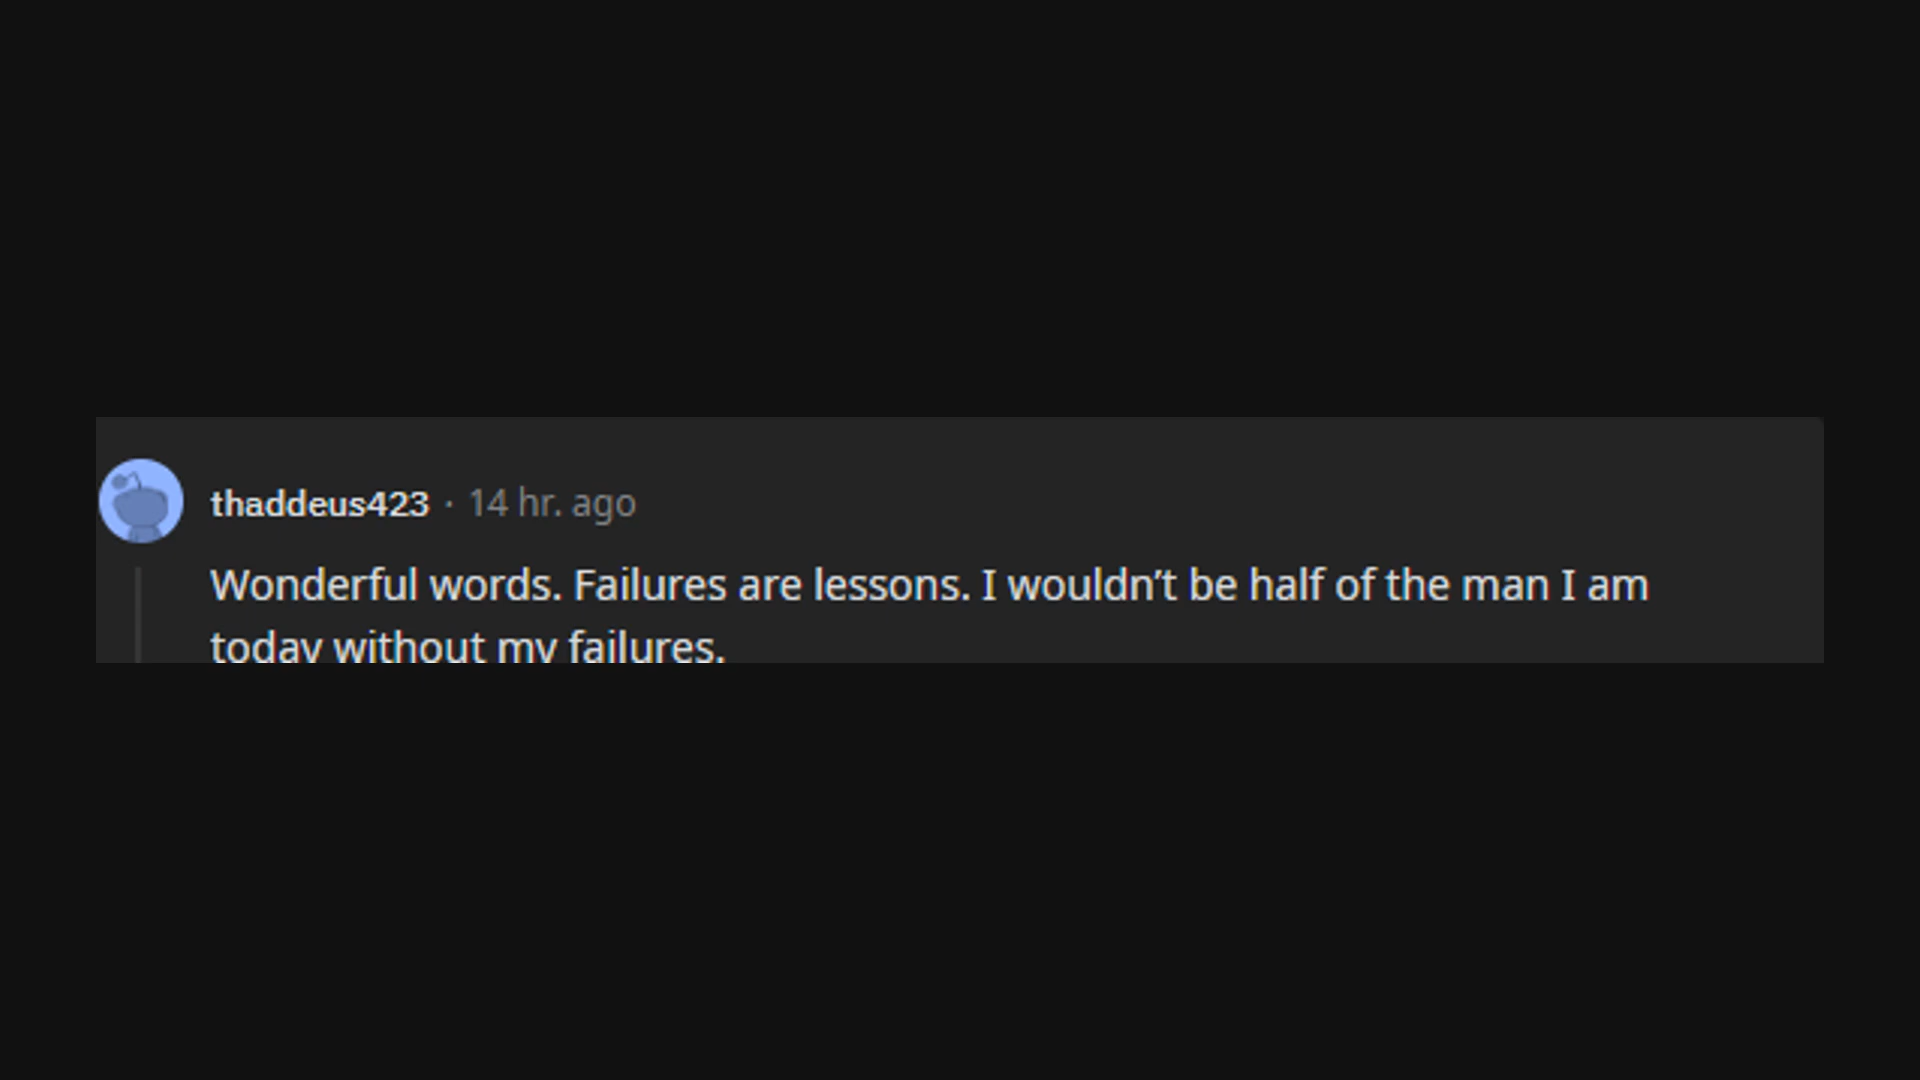 thaddeus423 · 14 hr. ago
Wonderful words. Failures are lessons. I wouldn’t be half of the man I am
today without my failures.